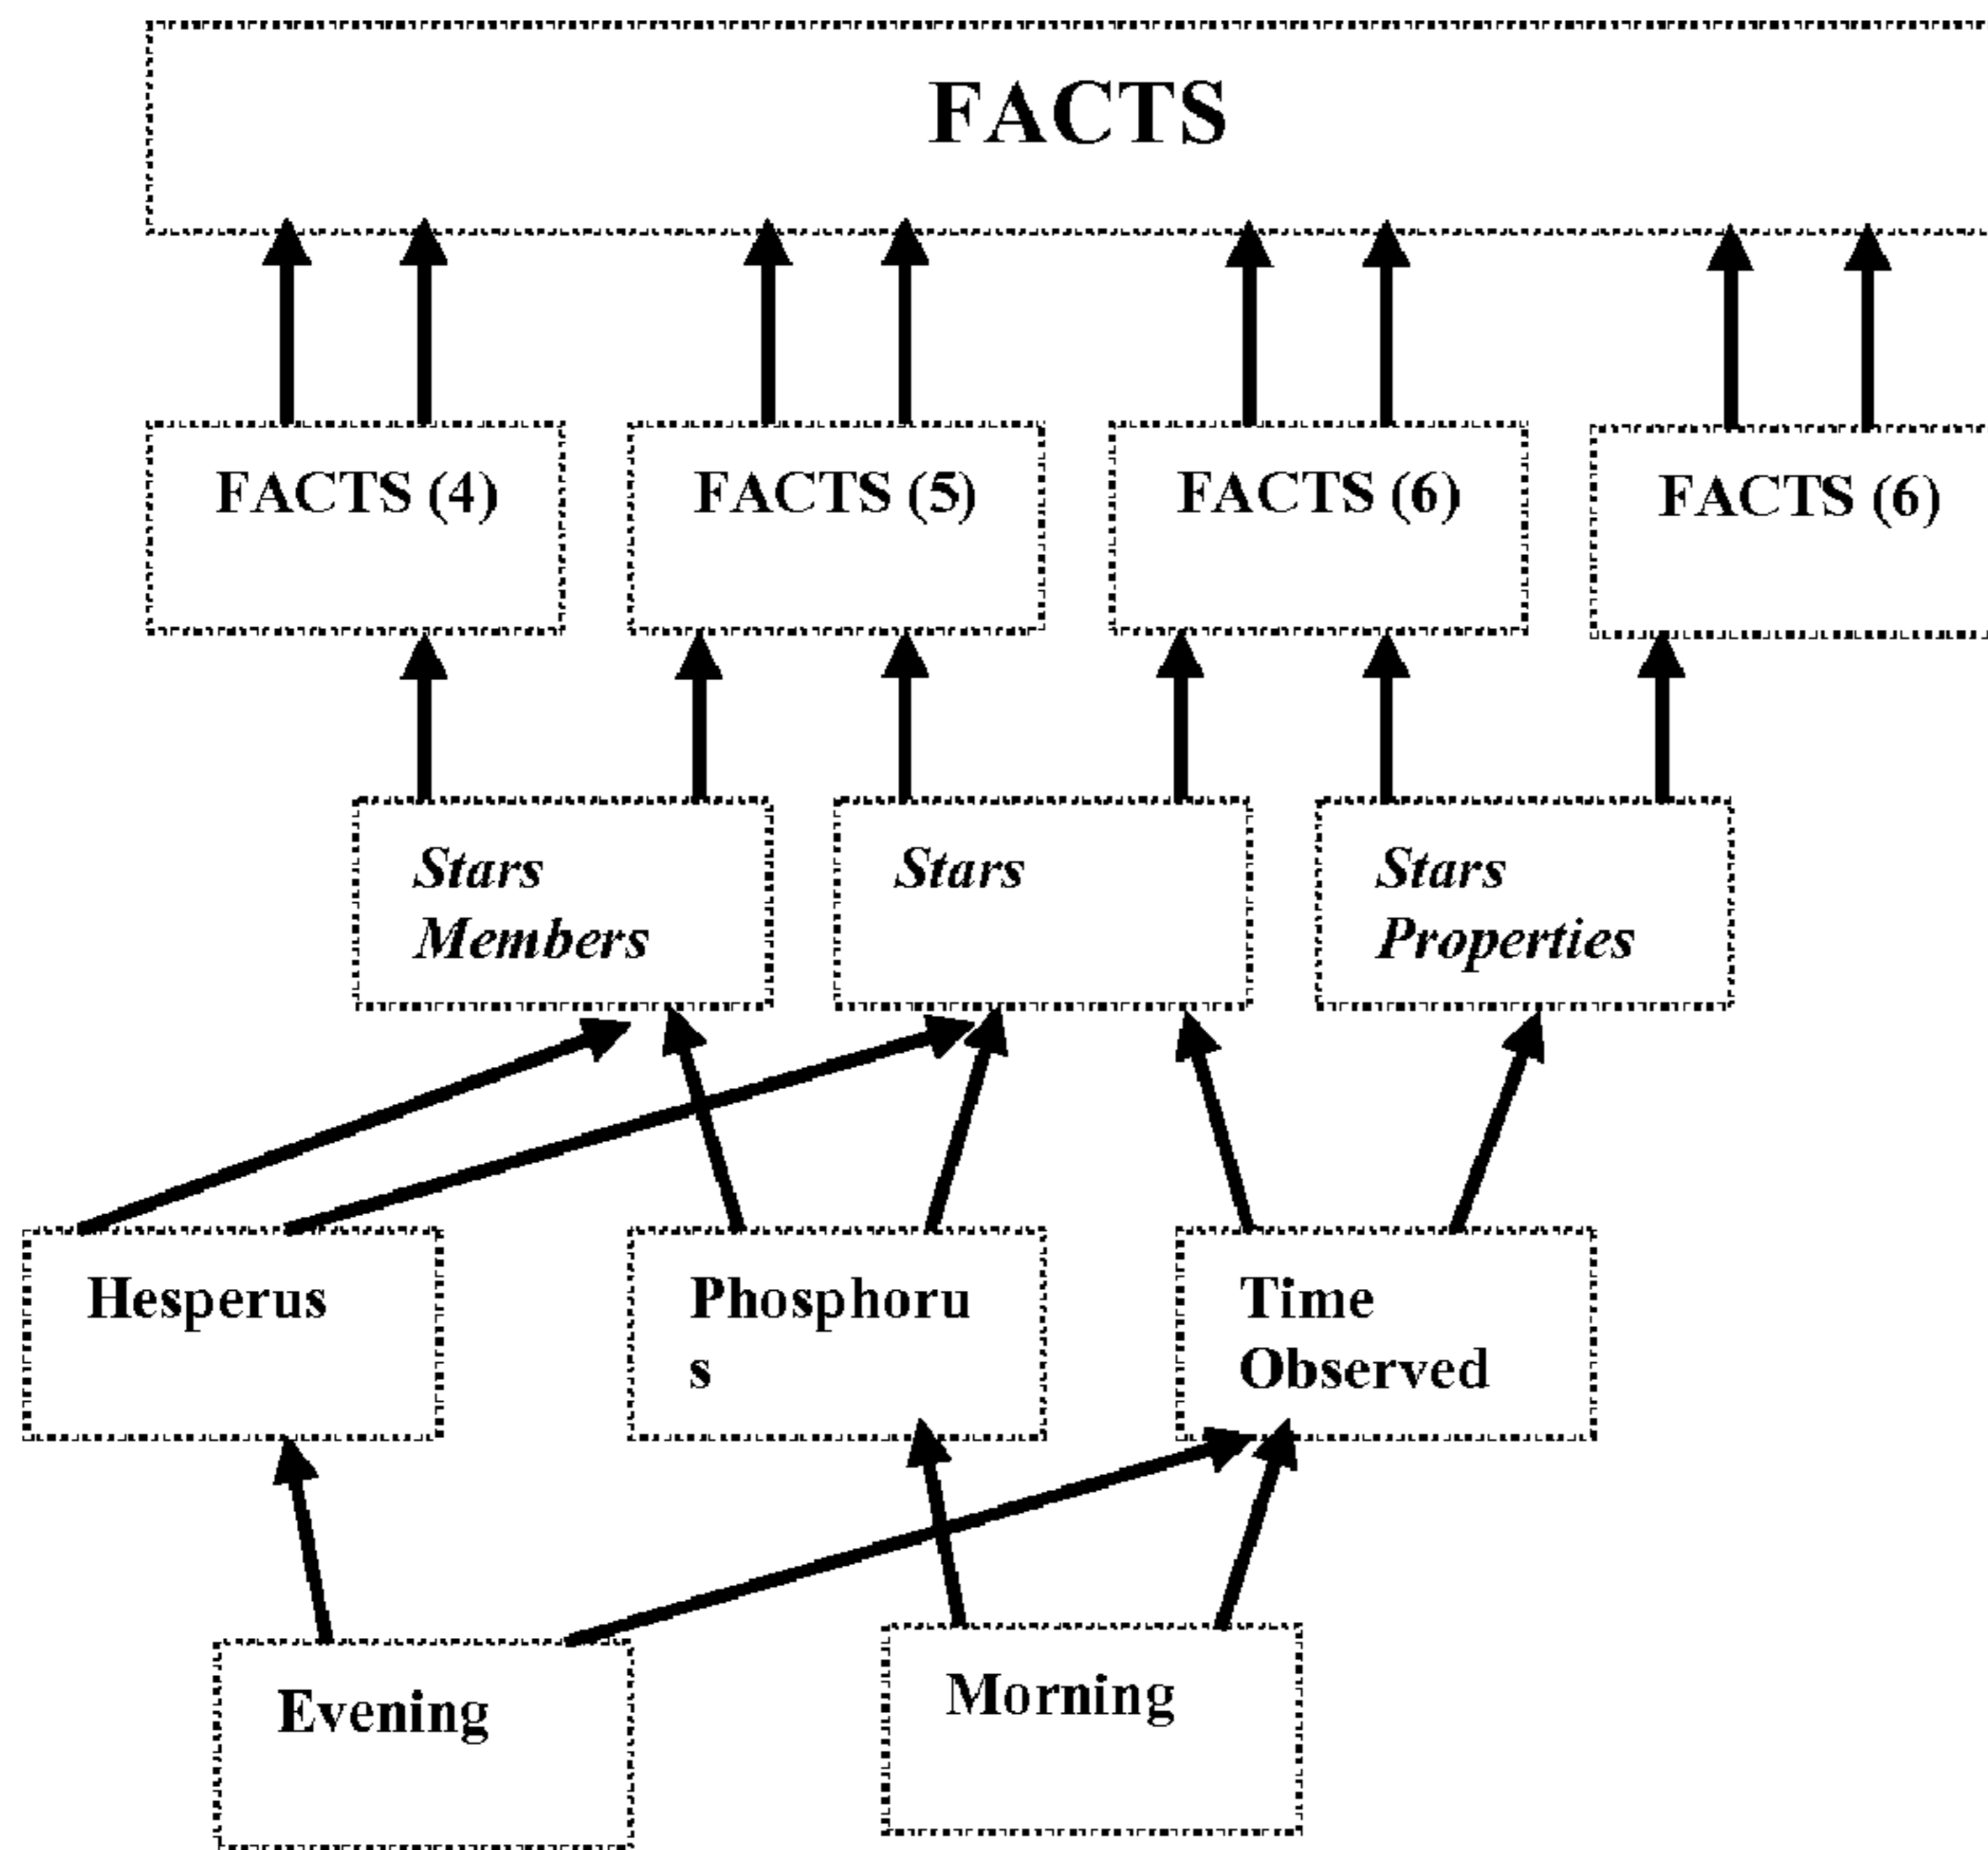 FACTS
FACTS (4)
FACTS (5)
FACTS (6)
FACTS (6)
Stars
Members
Stars
Stars
Properties
Hesperus
Phosphoru
s
Time
Observed
Evening
Morning